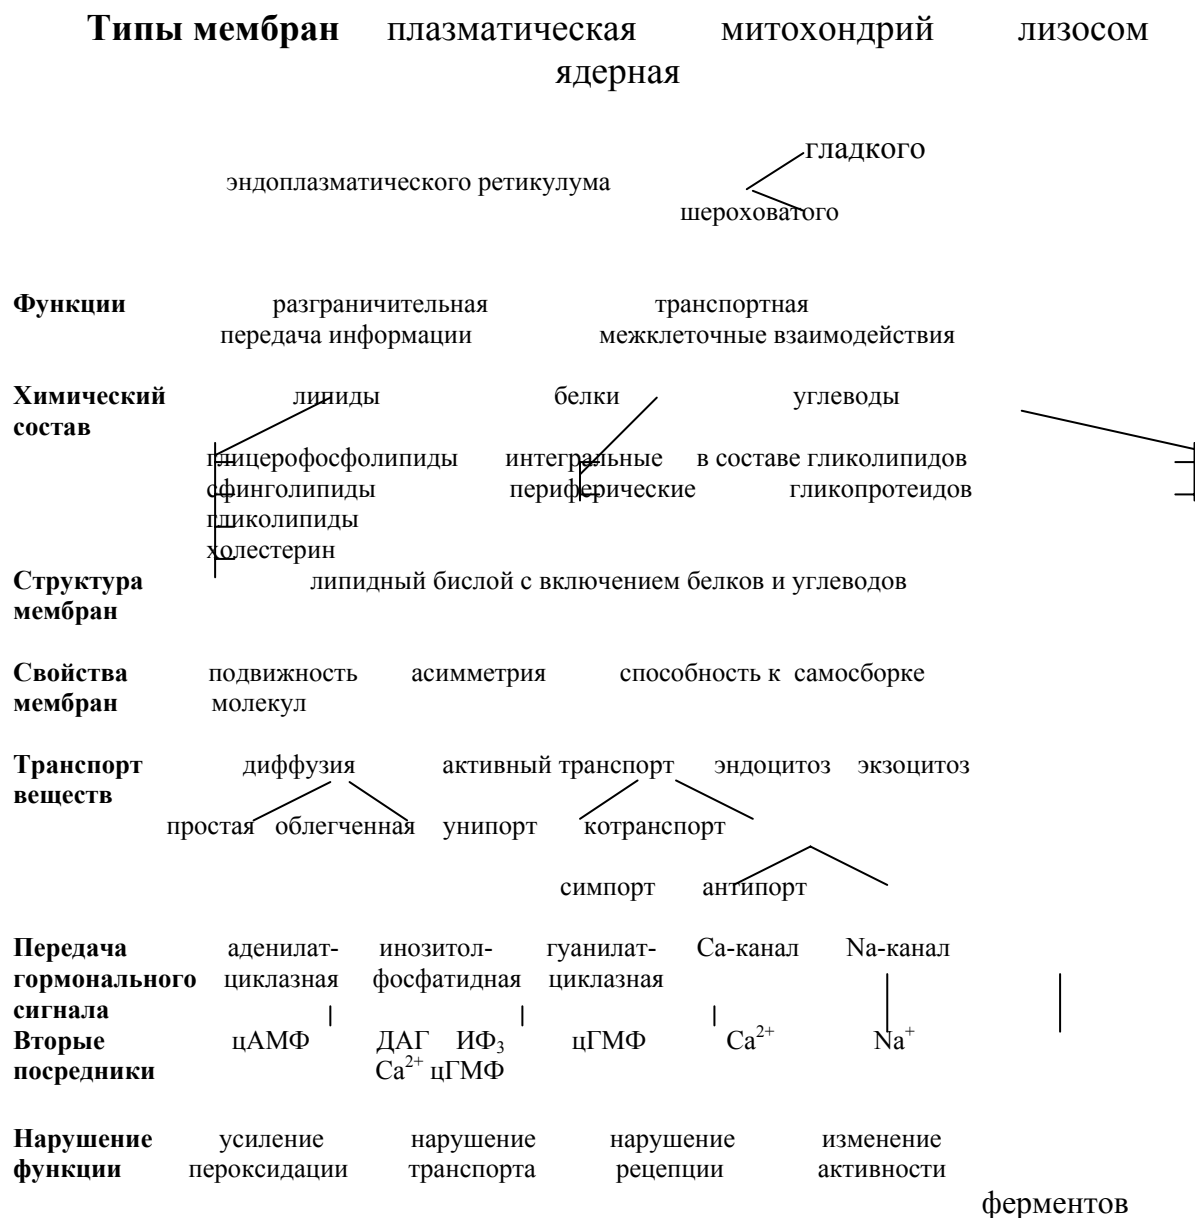 Типы мембран плазматическая митохондрий лизосом
ядерная
гладкого
эндоплазматического ретикулума
шероховатого
Функции разграничительная транспортная
передача информации межклеточные взаимодействия
Химический липиды белки углеводы
состав
глицерофосфолипиды интегральные в составе гликолипидов
сфинголипиды периферические гликопротеидов
гликолипиды
холестерин
Структура липидный бислой с включением белков и углеводов
мембран
Свойства подвижность асимметрия способность к самосборке
мембран молекул
Транспорт диффузия активный транспорт эндоцитоз экзоцитоз
веществ
простая облегченная унипорт котранспорт
симпорт антипорт
Передача аденилат- инозитол- гуанилат- Ca-канал Na-канал
гормонального циклазная фосфатидная циклазная
сигнала
Вторые цАМФ ДАГ ИФ₃ цГМФ Ca²⁺ Na⁺
посредники Ca²⁺ цГМФ
Нарушение усиление нарушение нарушение изменение
функции пероксидации транспорта рецепции активности
ферментов